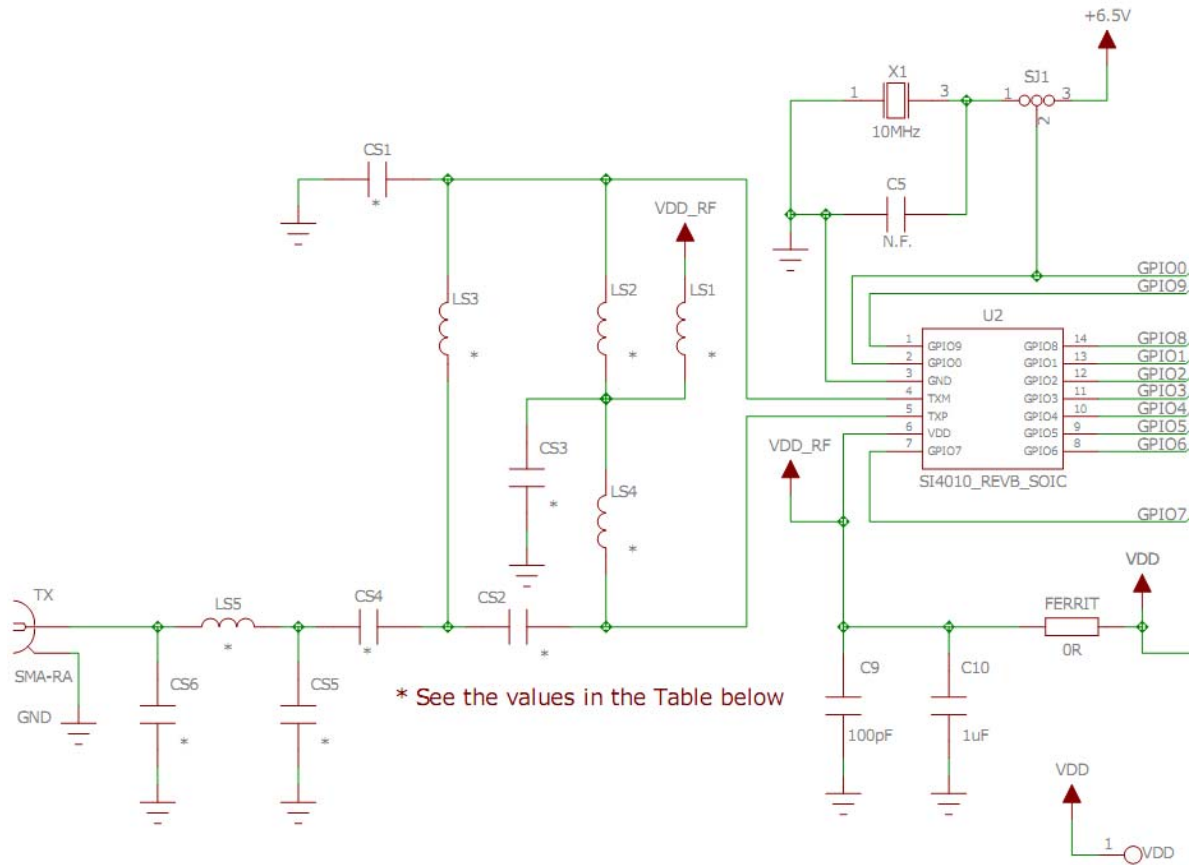 +6.5V
X1
1
3
10MHz
SJ1
1
3
2
CS1
*
C5
N.F.
VDD_RF
LS3
*
LS2
*
LS1
*
GPIO0
GPIO9
U2
1
GPIO9
GPIO8
14
GPIO8
2
GPIO0
GPIO1
13
GPIO1
3
GND
GPIO2
12
GPIO2
4
TXM
GPIO3
11
GPIO3
5
TXP
GPIO4
10
GPIO4
6
VDD
GPIO5
9
GPIO5
7
GPIO7
GPIO6
8
GPIO6
SI4010_REVB_SOIC
CS3
*
VDD_RF
LS4
*
GPIO7
VDD
TX
LS5
*
CS4
*
CS2
*
FERRIT
0R
SMA-RA
GND
CS6
*
CS5
*
* See the values in the Table below
C9
100pF
C10
1uF
VDD
1
VDD